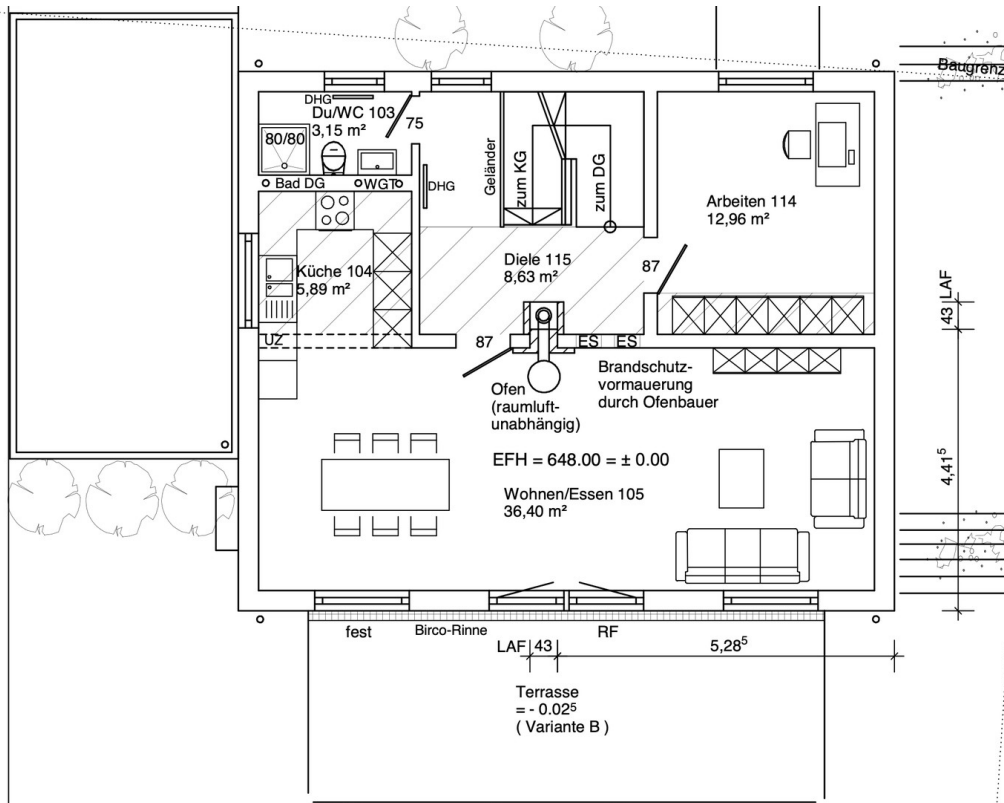 Baugrenz
DHG
Du/WC 103
3,15 m²
75
80/80
Bad DG
WGT
DHG
Geländer
zum KG
zum DG
Arbeiten 114
12,96 m²
Küche 104
5,89 m²
Diele 115
8,63 m²
87
43
LAF
UZ
87
ES
ES
Ofen
(raumluft-
unabhängig)
Brandschutz-
vormauerung
durch Ofenbauer
EFH = 648.00 = ± 0.00
Wohnen/Essen 105
36,40 m²
4,41⁵
fest
Birco-Rinne
RF
LAF
43
5,28⁵
Terrasse
= - 0.02⁵
( Variante B )